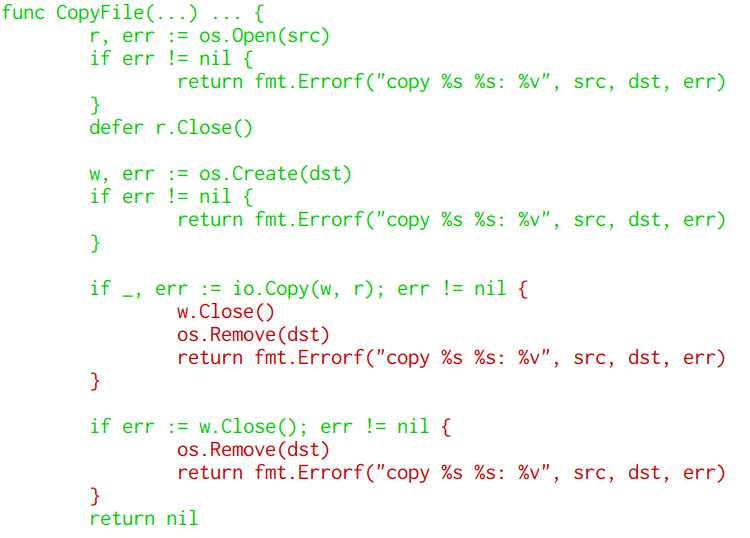 func CopyFile(...) ... {
        r, err := os.Open(src)
        if err != nil {
                return fmt.Errorf("copy %s %s: %v", src, dst, err)
        }
        defer r.Close()

        w, err := os.Create(dst)
        if err != nil {
                return fmt.Errorf("copy %s %s: %v", src, dst, err)
        }

        if _, err := io.Copy(w, r); err != nil {
                w.Close()
                os.Remove(dst)
                return fmt.Errorf("copy %s %s: %v", src, dst, err)
        }

        if err := w.Close(); err != nil {
                os.Remove(dst)
                return fmt.Errorf("copy %s %s: %v", src, dst, err)
        }
        return nil